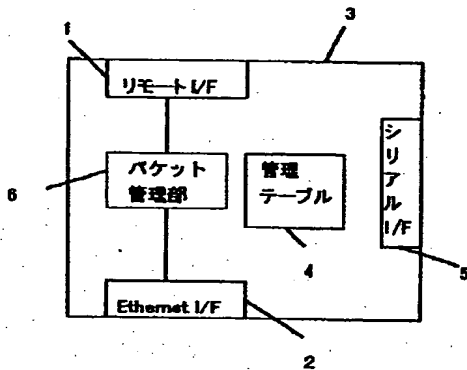 1
3
リモート I/F
パケット
管理部
管理
テーブル
シリアル I/F
6
4
5
Ethernet I/F
2